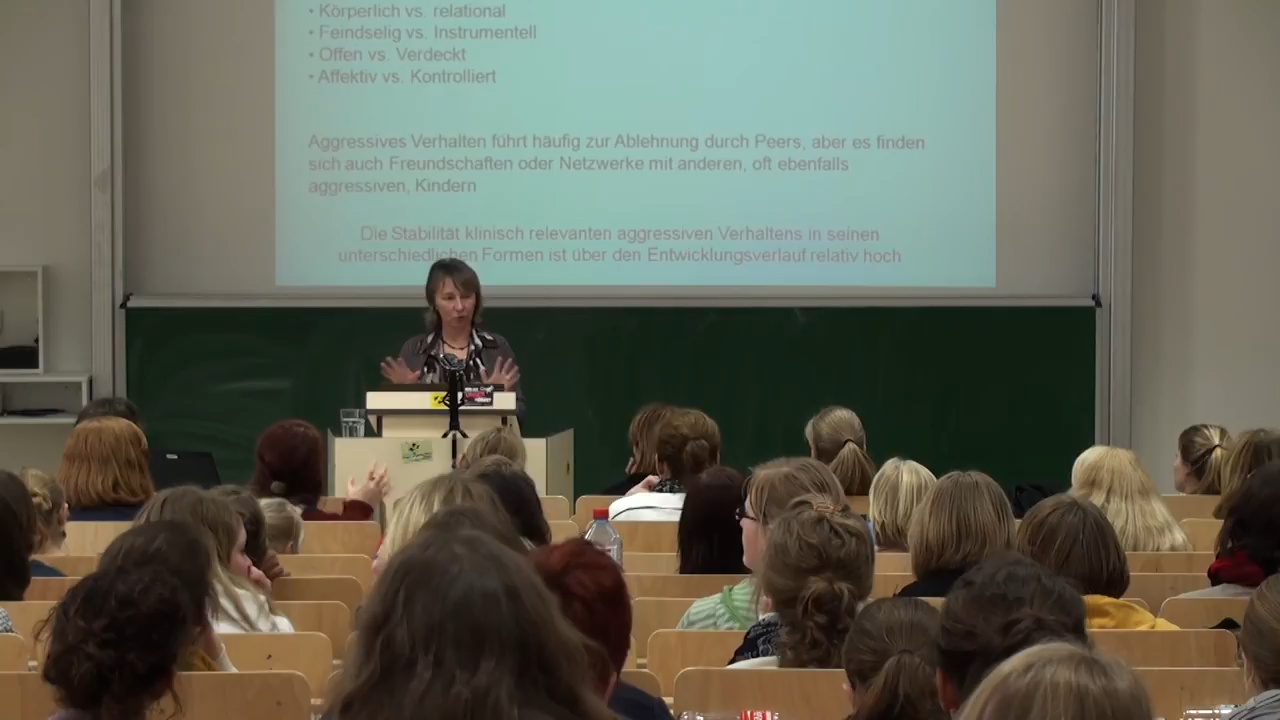 • Körperlich vs. relational
• Feindselig vs. Instrumentell
• Offen vs. Verdeckt
• Affektiv vs. Kontrolliert
Aggressives Verhalten führt häufig zur Ablehnung durch Peers, aber es finden
sich auch Freundschaften oder Netzwerke mit anderen, oft ebenfalls
aggressiven, Kindern
Die Stabilität klinisch relevanten aggressiven Verhaltens in seinen
unterschiedlichen Formen ist über den Entwicklungsverlauf relativ hoch